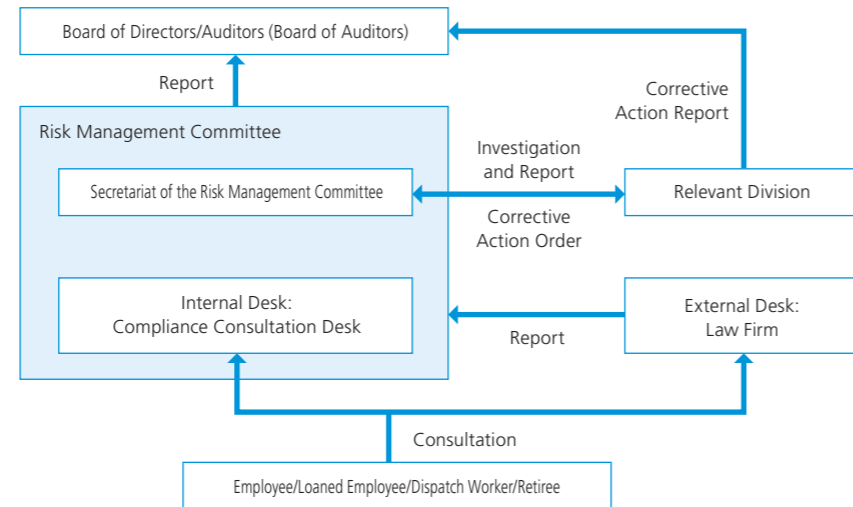 Board of Directors/Auditors (Board of Auditors)
Report
Corrective
Action Report
Risk Management Committee
Investigation
and Report
Secretariat of the Risk Management Committee
Relevant Division
Corrective
Action Order
Internal Desk:
Compliance Consultation Desk
External Desk:
Law Firm
Report
Consultation
Employee/Loaned Employee/Dispatch Worker/Retiree